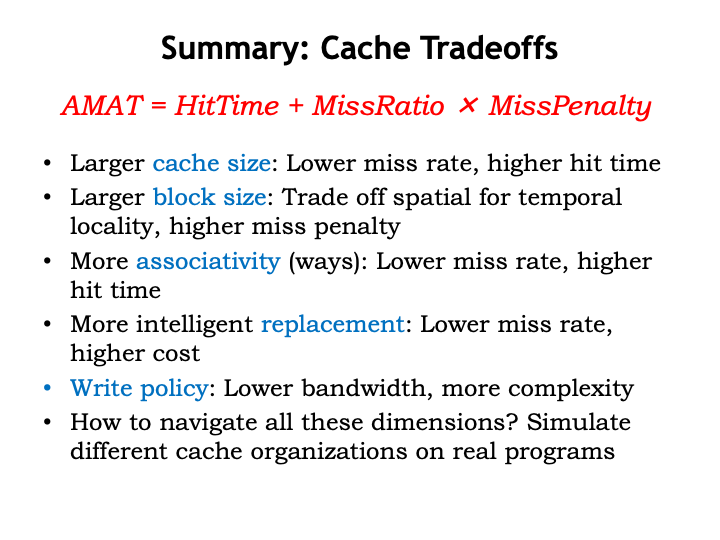 Summary: Cache Tradeoffs
AMAT = HitTime + MissRatio × MissPenalty
• Larger cache size: Lower miss rate, higher hit time
• Larger block size: Trade off spatial for temporal
locality, higher miss penalty
• More associativity (ways): Lower miss rate, higher
hit time
• More intelligent replacement: Lower miss rate,
higher cost
• Write policy: Lower bandwidth, more complexity
• How to navigate all these dimensions? Simulate
different cache organizations on real programs